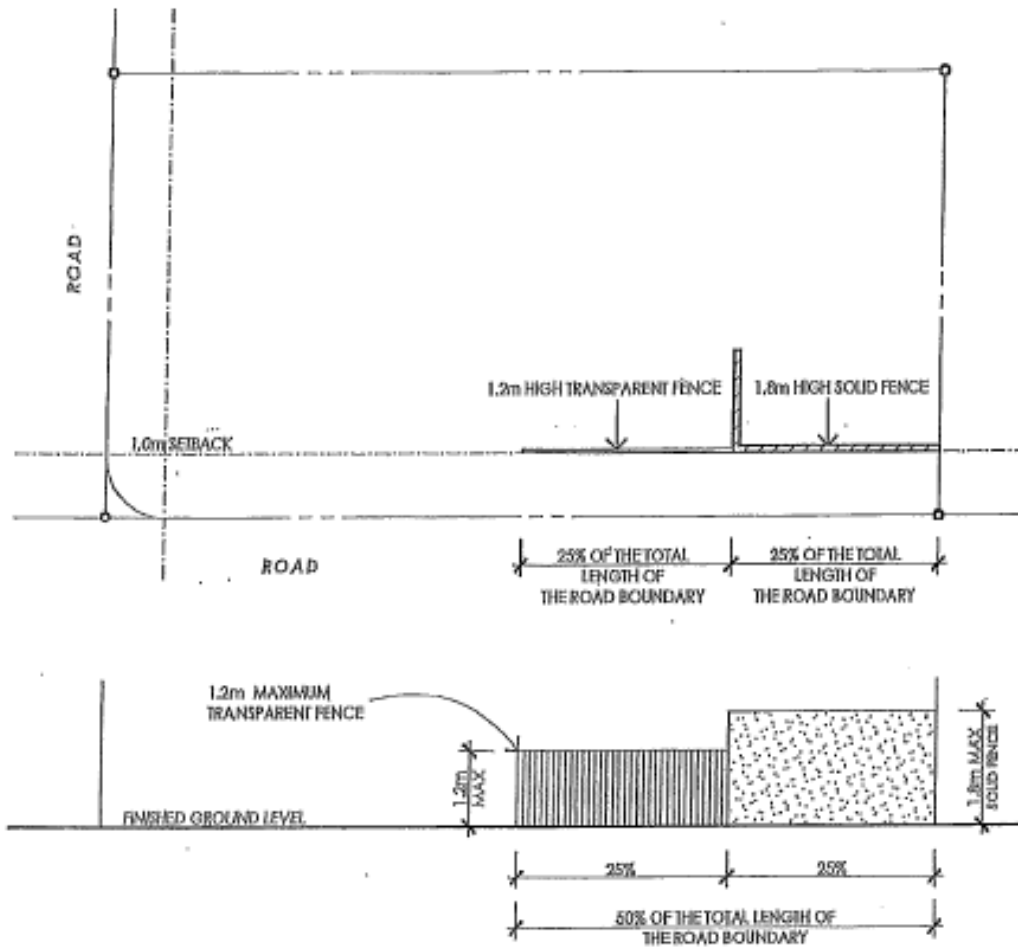 ROAD
1.2m HIGH TRANSPARENT FENCE
1.8m HIGH SOLID FENCE
1.0m SETBACK
ROAD
25% OF THE TOTAL
LENGTH OF
THE ROAD BOUNDARY
25% OF THE TOTAL
LENGTH OF
THE ROAD BOUNDARY
1.2m MAXIMUM
TRANSPARENT FENCE
1.2m
MAX
1.8m MAX
SOLID FENCE
FINISHED GROUND LEVEL
25%
25%
50% OF THE TOTAL LENGTH OF
THE ROAD BOUNDARY